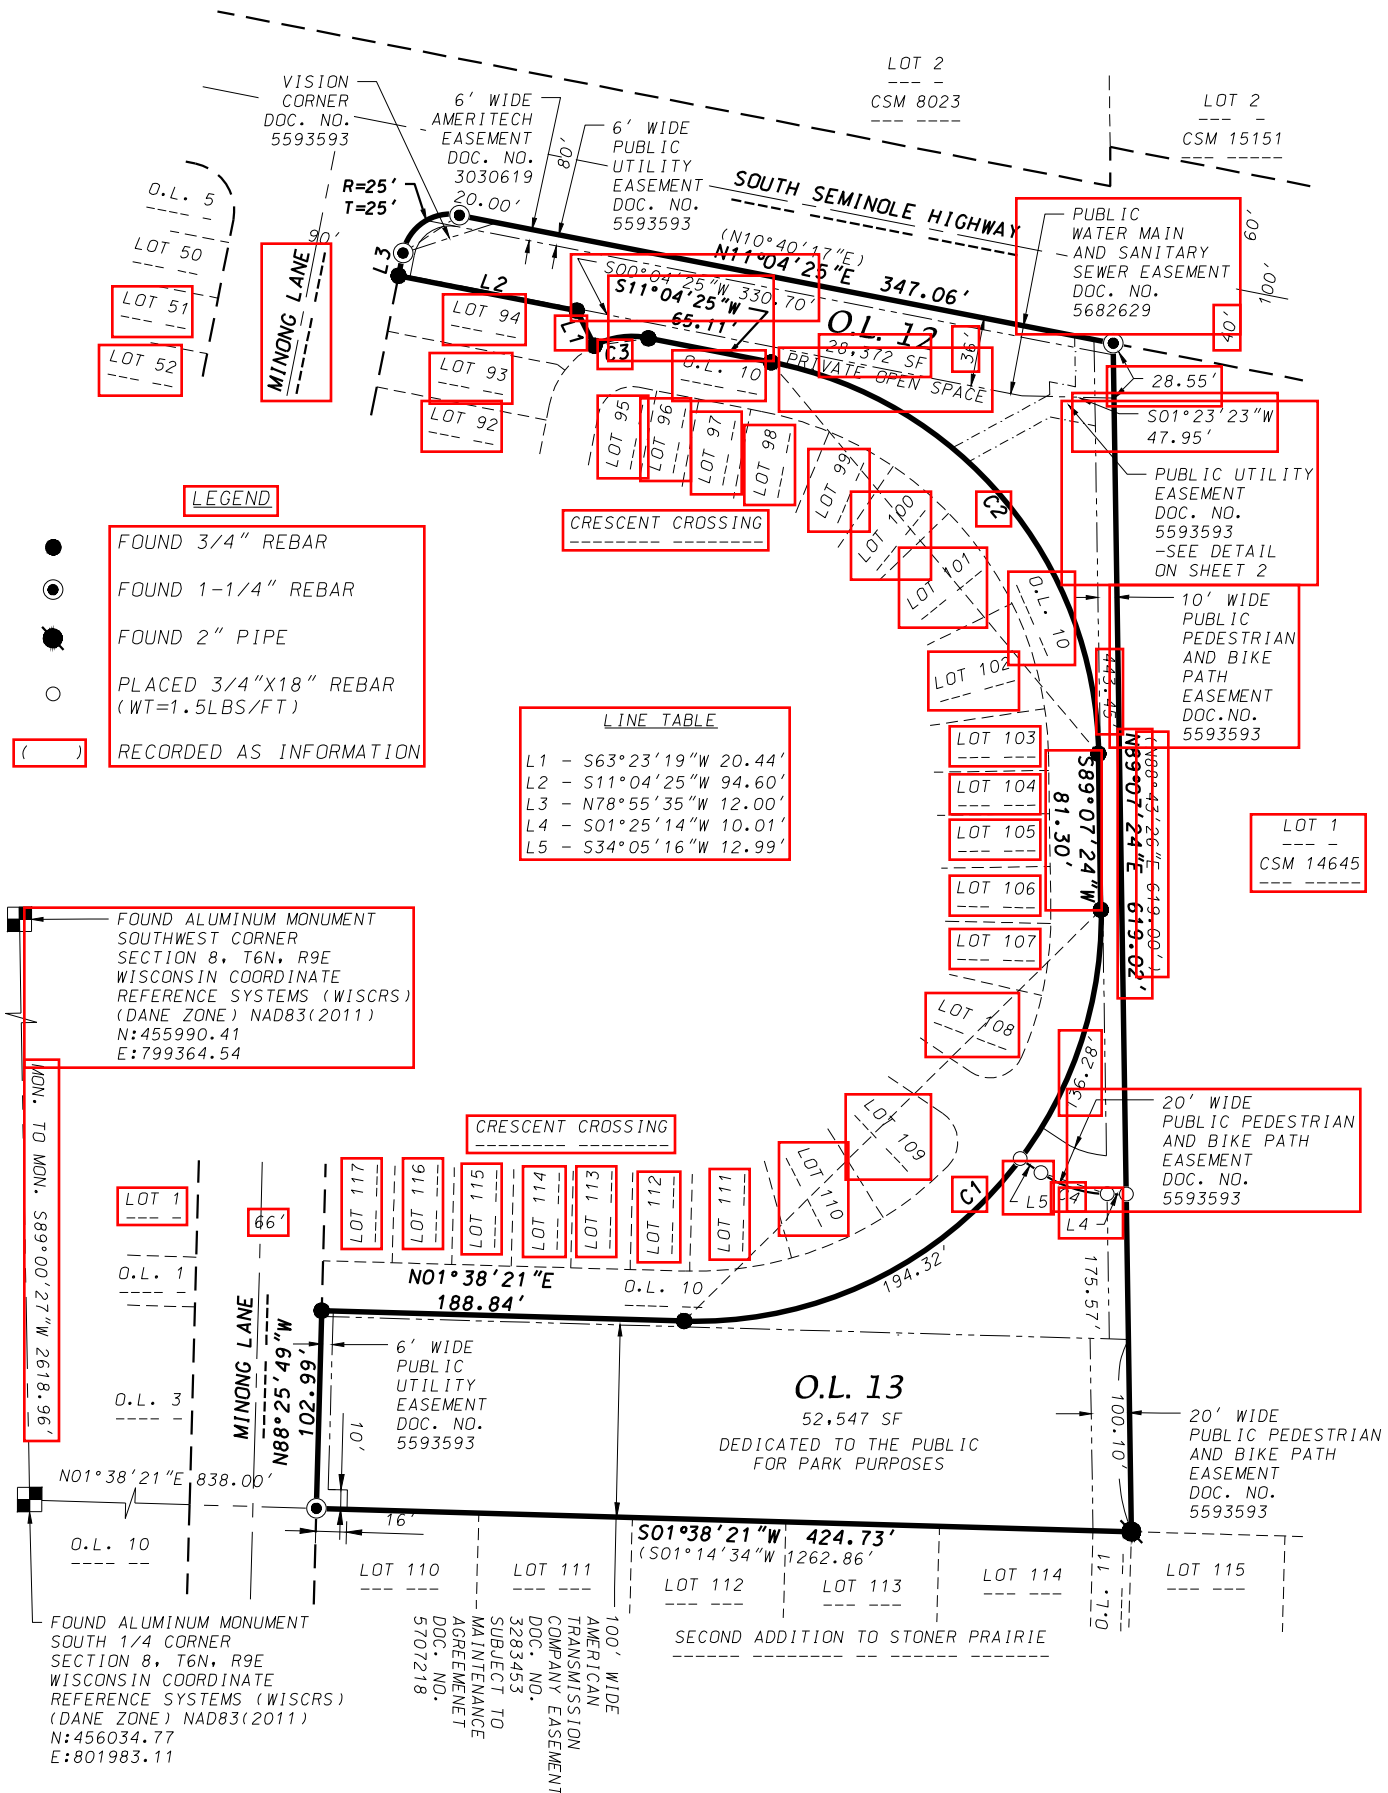 LOT 2
CSM 8023
LOT 2
CSM 15151
VISION
CORNER
DOC. NO.
5593593
6' WIDE
AMERITECH
EASEMENT
DOC. NO.
3030619
20.00'
80'
6' WIDE
PUBLIC
UTILITY
EASEMENT
DOC. NO.
5593593
R=25'
T=25'
SOUTH SEMINOLE HIGHWAY
PUBLIC
WATER MAIN
AND SANITARY
SEWER EASEMENT
DOC. NO.
5682629
60'
100'
40'
O.L. 5
LOT 50
LOT 51
LOT 52
90'
MINONG LANE
L3
L2
L1
C3
(N10°40'17"E)
N11°04'25"E 347.06'
S00°04'25"W 330.70'
S11°04'25"W
65.11'
O.L. 12
28,372 SF
PRIVATE OPEN SPACE
36'
28.55'
S01°23'23"W
47.95'
LOT 94
LOT 93
LOT 92
O.L. 10
LOT 95
LOT 96
LOT 97
LOT 98
LOT 99
LOT 100
LOT 101
C2
O.L. 10
PUBLIC UTILITY
EASEMENT
DOC. NO.
5593593
-SEE DETAIL
ON SHEET 2
10' WIDE
PUBLIC
PEDESTRIAN
AND BIKE
PATH
EASEMENT
DOC.NO.
5593593
CRESCENT CROSSING
LEGEND
FOUND 3/4" REBAR
FOUND 1-1/4" REBAR
FOUND 2" PIPE
PLACED 3/4"X18" REBAR
(WT=1.5LBS/FT)
( ) RECORDED AS INFORMATION
LINE TABLE
L1 - S63°23'19"W 20.44'
L2 - S11°04'25"W 94.60'
L3 - N78°55'35"W 12.00'
L4 - S01°25'14"W 10.01'
L5 - S34°05'16"W 12.99'
LOT 102
LOT 103
LOT 104
LOT 105
LOT 106
LOT 107
LOT 108
LOT 109
LOT 110
443.45'
S89°07'24"W
81.30'
N89°07'24"E 619.02'
(N88°43'26"E 619.00')
LOT 1
CSM 14645
FOUND ALUMINUM MONUMENT
SOUTHWEST CORNER
SECTION 8, T6N, R9E
WISCONSIN COORDINATE
REFERENCE SYSTEMS (WISCRS)
(DANE ZONE) NAD83(2011)
N:455990.41
E:799364.54
MON. TO MON. S89°00'27"W 2618.96'
136.28'
20' WIDE
PUBLIC PEDESTRIAN
AND BIKE PATH
EASEMENT
DOC. NO.
5593593
C1
L5
C4
L4
CRESCENT CROSSING
LOT 117
LOT 116
LOT 115
LOT 114
LOT 113
LOT 112
LOT 111
LOT 1
66'
O.L. 1
O.L. 3
MINONG LANE
N88°25'49"W
102.99'
N01°38'21"E
188.84'
O.L. 10
194.32'
175.57'
6' WIDE
PUBLIC
UTILITY
EASEMENT
DOC. NO.
5593593
10'
16'
O.L. 13
52,547 SF
DEDICATED TO THE PUBLIC
FOR PARK PURPOSES
100.10'
20' WIDE
PUBLIC PEDESTRIAN
AND BIKE PATH
EASEMENT
DOC. NO.
5593593
N01°38'21"E 838.00'
O.L. 10
S01°38'21"W 424.73'
(S01°14'34"W 1262.86'
LOT 110
LOT 111
LOT 112
LOT 113
LOT 114
O.L. 11
LOT 115
SECOND ADDITION TO STONER PRAIRIE
100' WIDE
AMERICAN
TRANSMISSION
COMPANY EASEMENT
DOC. NO.
3283453
SUBJECT TO
MAINTENANCE
AGREEMENET
DOC. NO.
5707218
FOUND ALUMINUM MONUMENT
SOUTH 1/4 CORNER
SECTION 8, T6N, R9E
WISCONSIN COORDINATE
REFERENCE SYSTEMS (WISCRS)
(DANE ZONE) NAD83(2011)
N:456034.77
E:801983.11